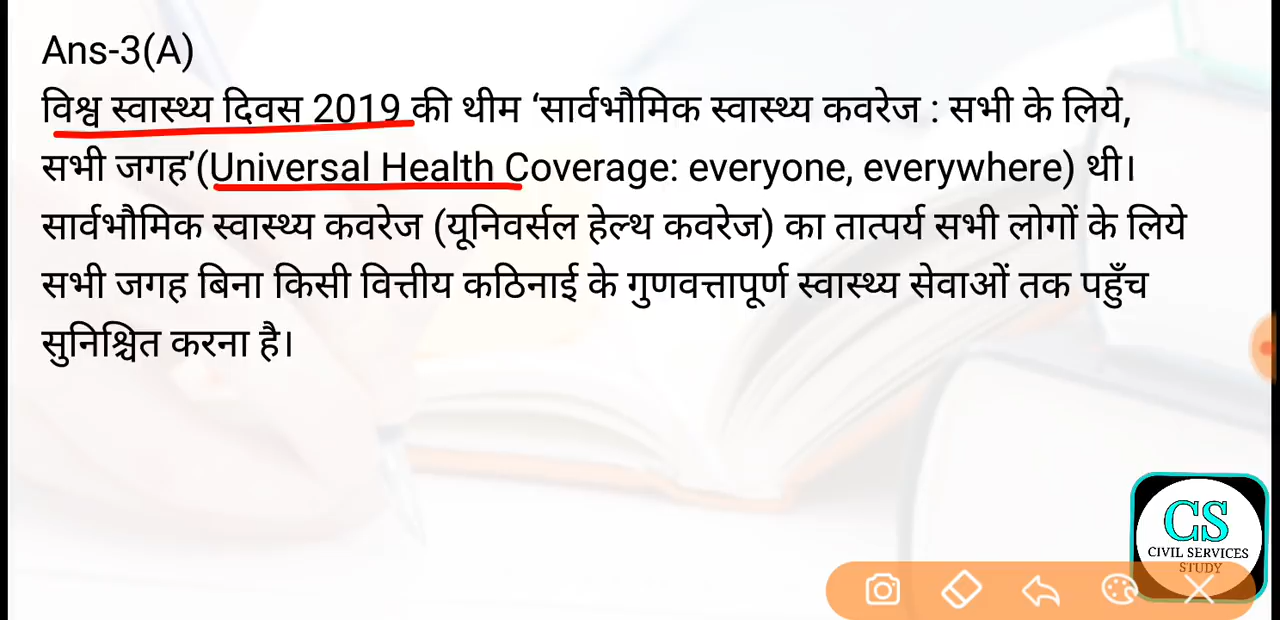 Ans-3(A)
विश्व स्वास्थ्य दिवस 2019 की थीम ‘सार्वभौमिक स्वास्थ्य कवरेज : सभी के लिये,
सभी जगह’(Universal Health Coverage: everyone, everywhere) थी।
सार्वभौमिक स्वास्थ्य कवरेज (यूनिवर्सल हेल्थ कवरेज) का तात्पर्य सभी लोगों के लिये
सभी जगह बिना किसी वित्तीय कठिनाई के गुणवत्तापूर्ण स्वास्थ्य सेवाओं तक पहुँच
सुनिश्चित करना है।
CS
CIVIL SERVICES
STUDY